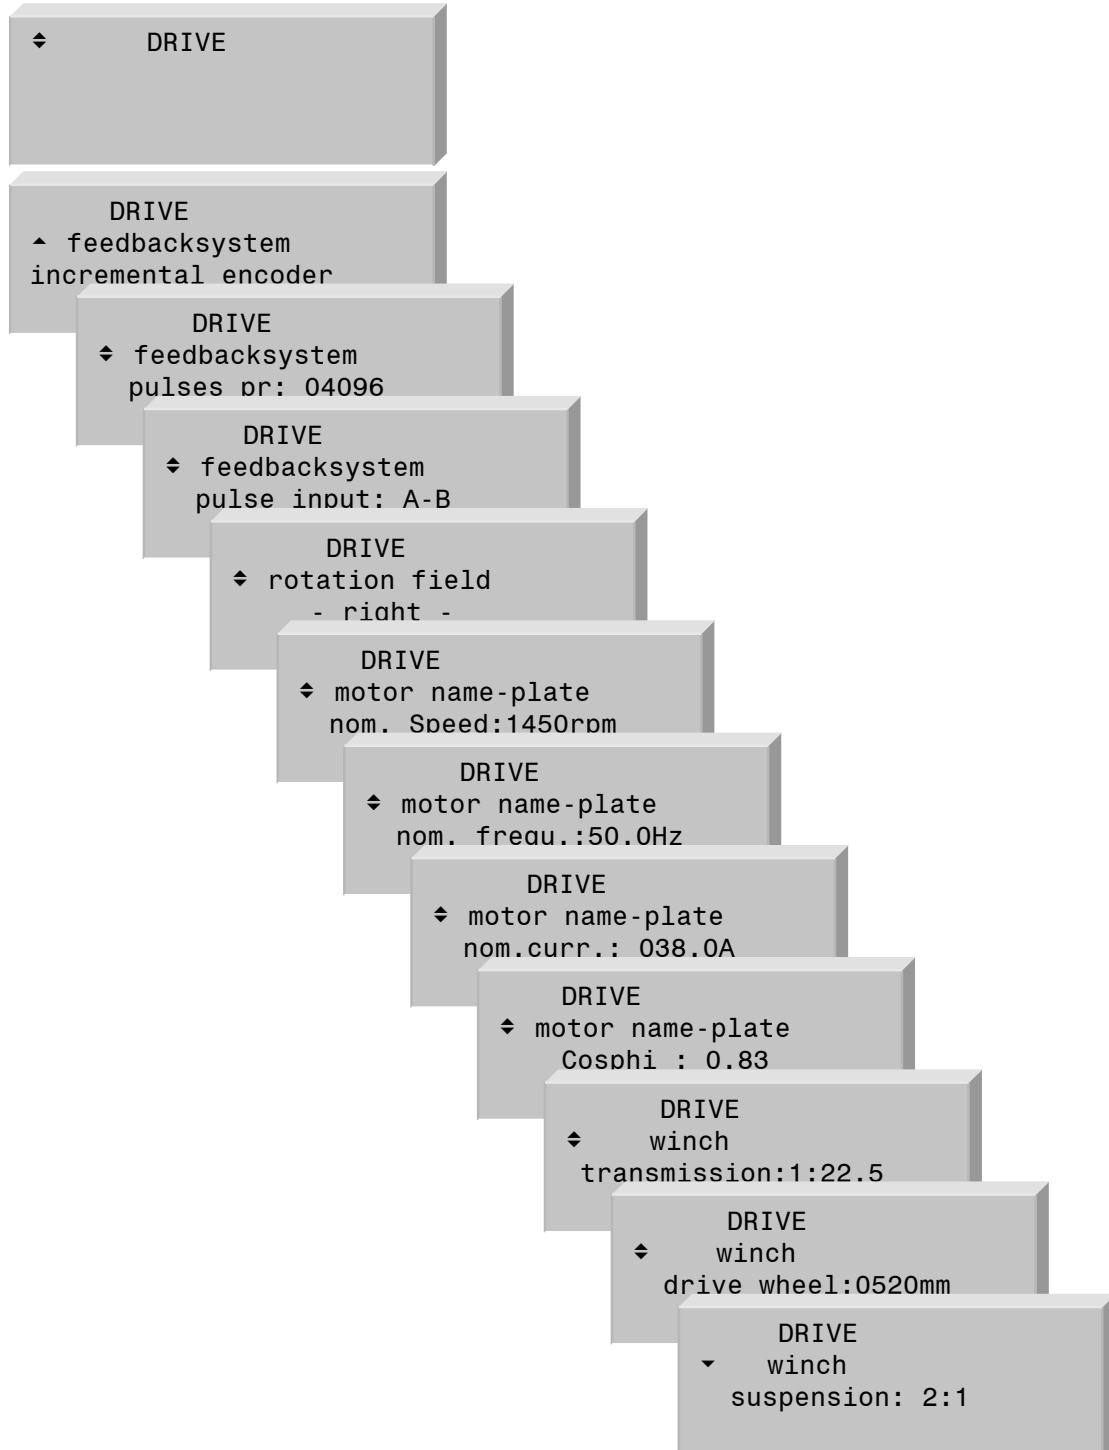 DRIVE
DRIVE
feedbacksystem
incremental encoder
DRIVE
feedbacksystem
pulses pr: 04096
DRIVE
feedbacksystem
pulse input: A-B
DRIVE
rotation field
- right -
DRIVE
motor name-plate
nom. Speed:1450rpm
DRIVE
motor name-plate
nom. frequ.:50.0Hz
DRIVE
motor name-plate
nom.curr.: 038.0A
DRIVE
motor name-plate
Cosphi : 0.83
DRIVE
winch
transmission:1:22.5
DRIVE
winch
drive wheel:0520mm
DRIVE
winch
suspension: 2:1